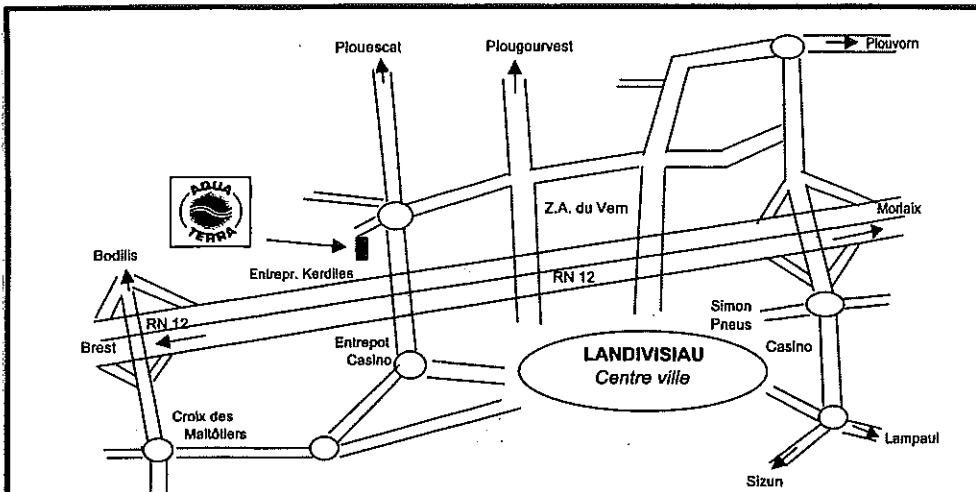 Plouescat
Plougourvest
Plouvorn
AQUA
TERRA
Z.A. du Vern
Morlaix
Bodilis
Entrepr. Kerdiles
RN 12
RN 12
Simon
Pneus
Brest
Entrepot
Casino
LANDIVISIAU
Centre ville
Casino
Croix des
Maltôtiers
Lampaul
Sizun